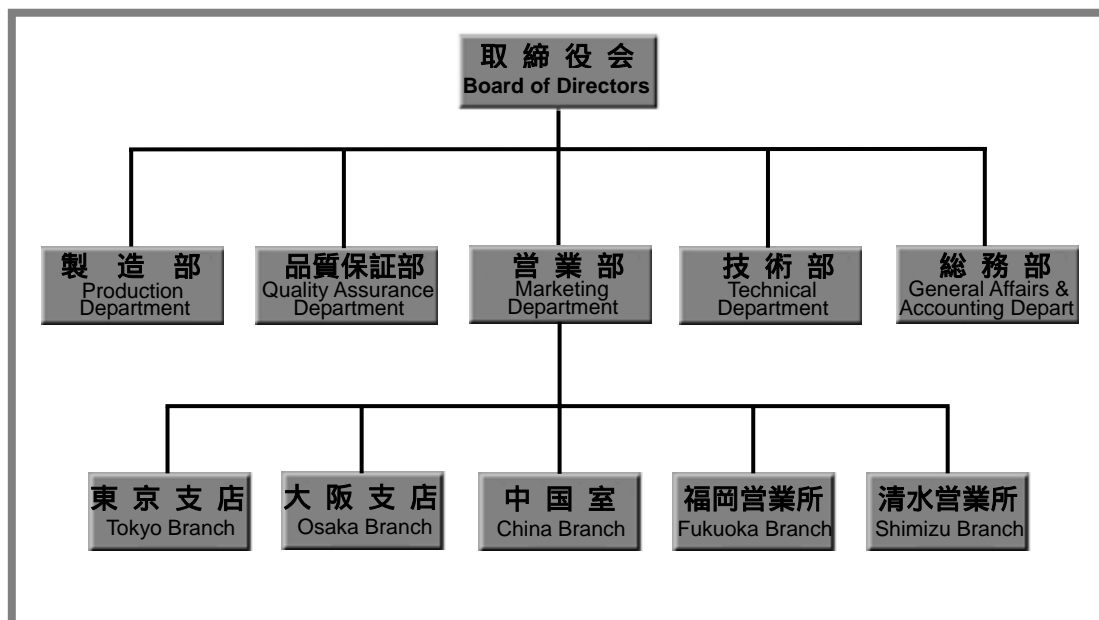 取締役会
Board of Directors
製造部
Production
Department
品質保証部
Quality Assurance
Department
営業部
Marketing
Department
技術部
Technical
Department
総務部
General Affairs &
Accounting Depart
東京支店
Tokyo Branch
大阪支店
Osaka Branch
中国室
China Branch
福岡営業所
Fukuoka Branch
清水営業所
Shimizu Branch